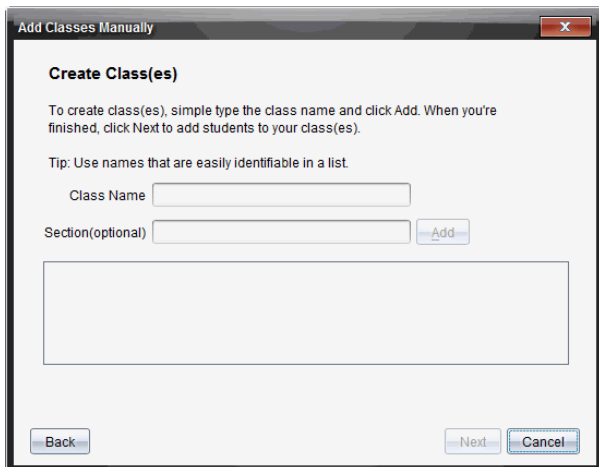 Add Classes Manually
Create Class(es)
To create class(es), simple type the class name and click Add. When you're
finished, click Next to add students to your class(es).
Tip: Use names that are easily identifiable in a list.
Class Name
Section(optional)
Add
Back
Next
Cancel